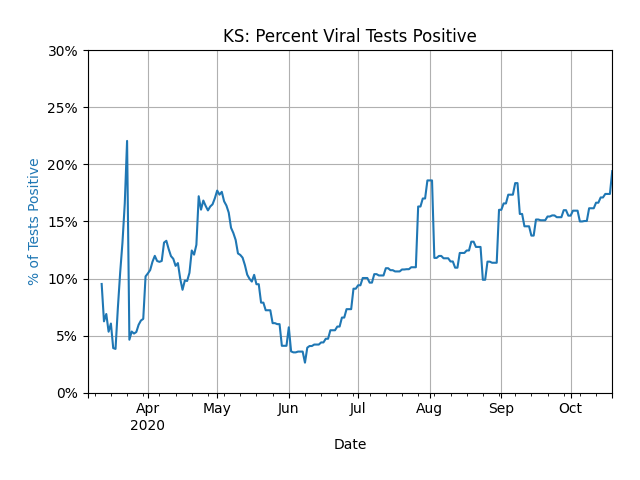 KS: Percent Viral Tests Positive
30%
25%
20%
15%
10%
5%
0%
% of Tests Positive
Apr May Jun Jul Aug Sep Oct
2020
Date